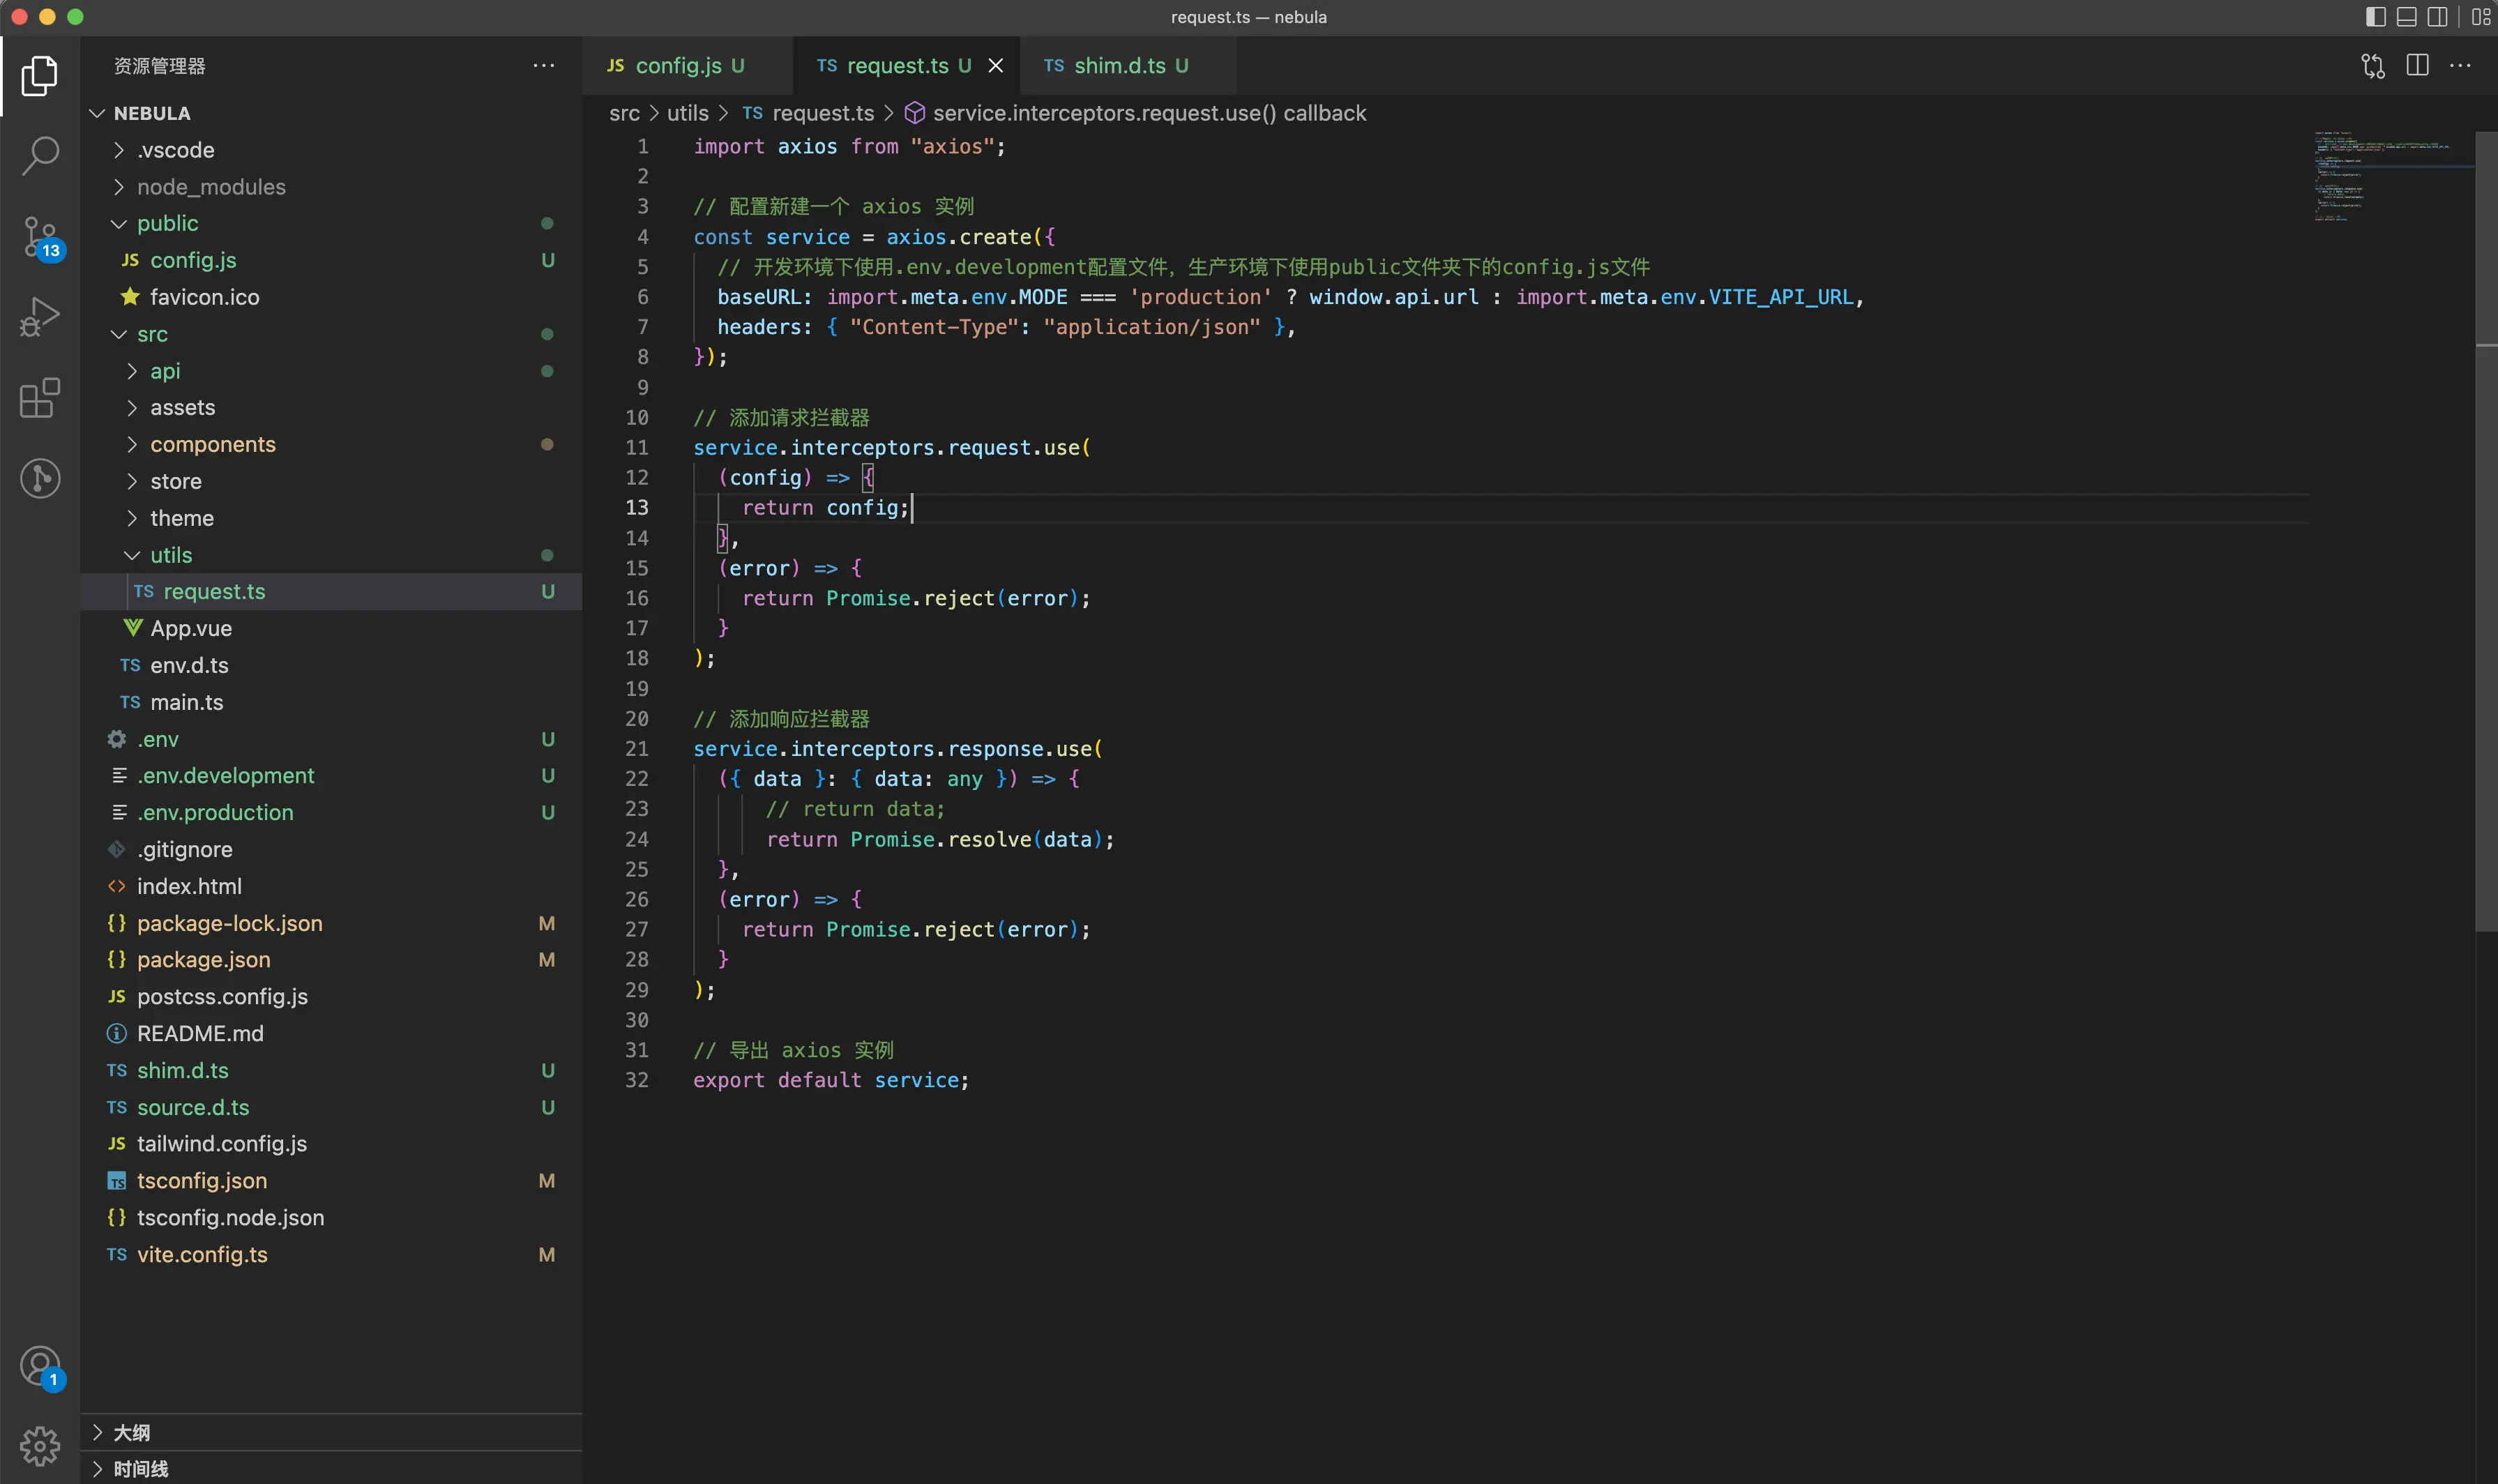 request.ts — nebula
资源管理器
NEBULA
.vscode
node_modules
public
JS config.js U
favicon.ico
src
api
assets
components
store
theme
utils
TS request.ts U
App.vue
TS env.d.ts
TS main.ts
.env U
.env.development U
.env.production U
.gitignore
<> index.html
{} package-lock.json M
{} package.json M
JS postcss.config.js
README.md
TS shim.d.ts U
TS source.d.ts U
JS tailwind.config.js
TS tsconfig.json M
{} tsconfig.node.json
TS vite.config.ts M
大纲
时间线
13
1
JS config.js U
TS request.ts U
TS shim.d.ts U
src > utils > TS request.ts > service.interceptors.request.use() callback
1 import axios from "axios";
2
3 // 配置新建一个 axios 实例
4 const service = axios.create({
5 // 开发环境下使用.env.development配置文件，生产环境下使用public文件夹下的config.js文件
6 baseURL: import.meta.env.MODE === 'production' ? window.api.url : import.meta.env.VITE_API_URL,
7 headers: { "Content-Type": "application/json" },
8 });
9
10 // 添加请求拦截器
11 service.interceptors.request.use(
12 (config) => {
13 return config;
14 },
15 (error) => {
16 return Promise.reject(error);
17 }
18 );
19
20 // 添加响应拦截器
21 service.interceptors.response.use(
22 ({ data }: { data: any }) => {
23 // return data;
24 return Promise.resolve(data);
25 },
26 (error) => {
27 return Promise.reject(error);
28 }
29 );
30
31 // 导出 axios 实例
32 export default service;